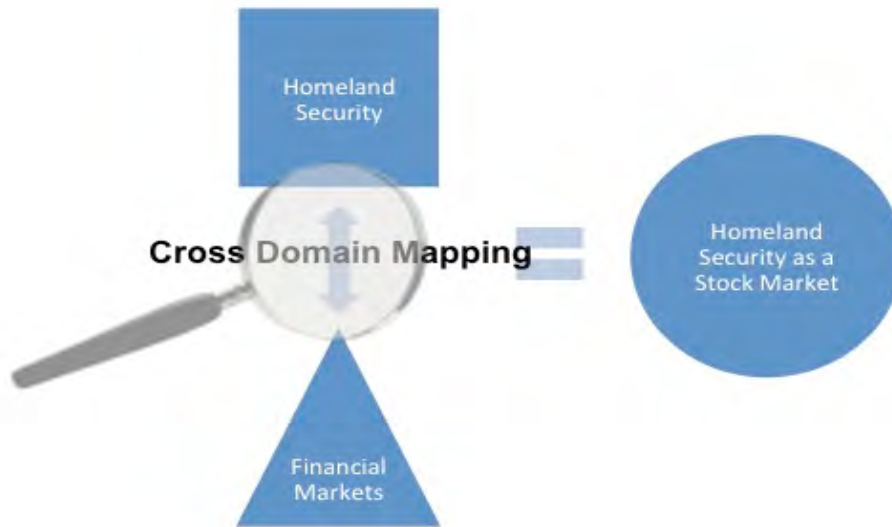 Homeland
Security
Cross Domain Mapping
Homeland
Security as a
Stock Market
Financial
Markets